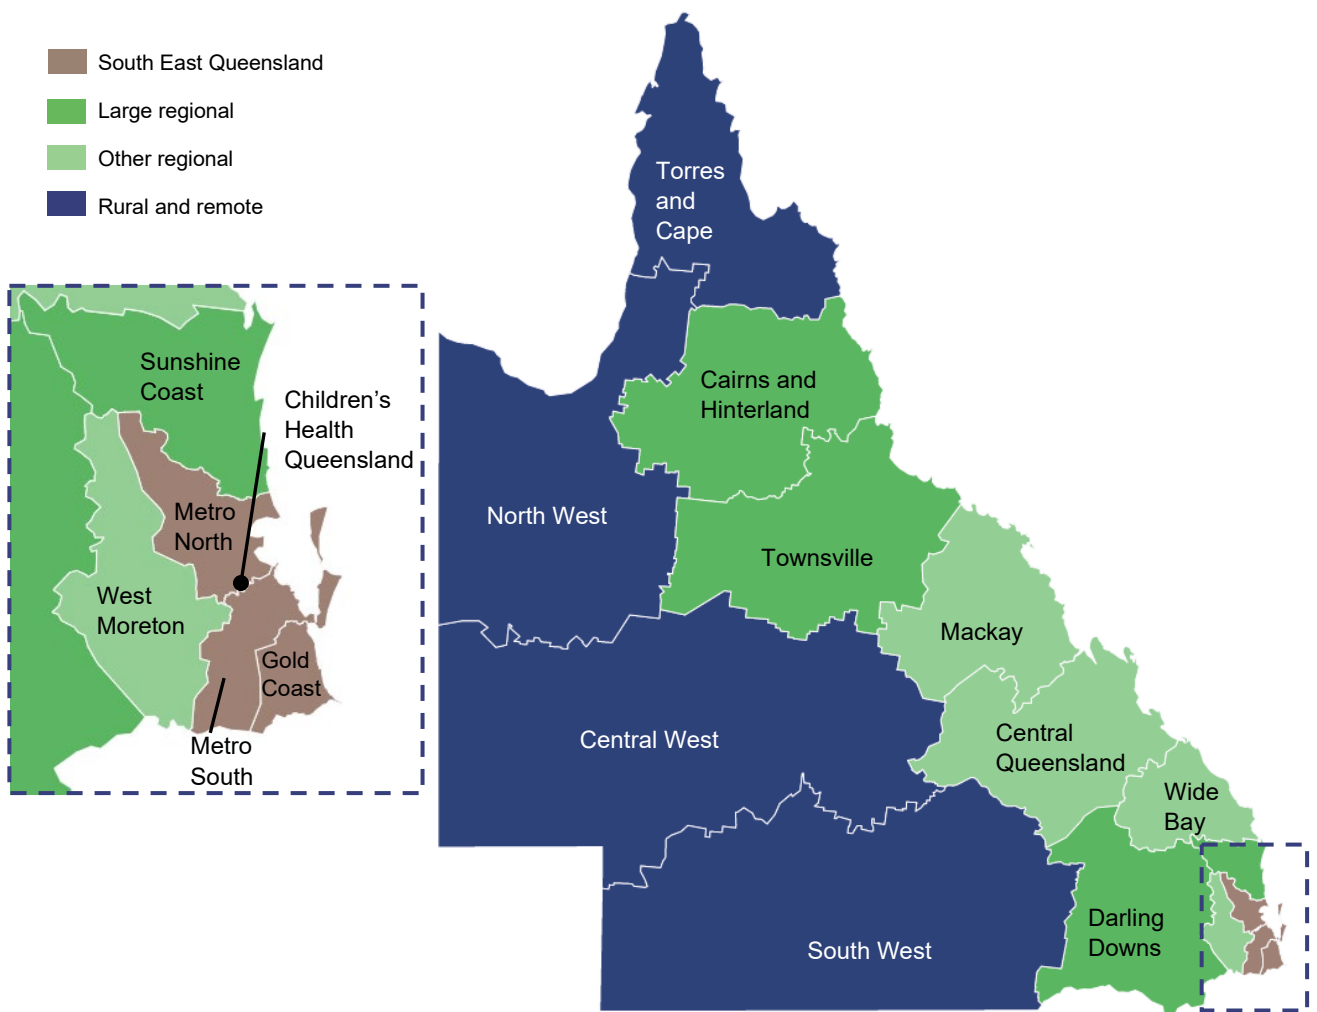 South East Queensland
Large regional
Other regional
Rural and remote
Torres
and
Cape
Sunshine
Coast
Children’s
Health
Queensland
Cairns and
Hinterland
Metro
North
North West
Townsville
West
Moreton
Mackay
Gold
Coast
Metro
South
Central West
Central
Queensland
Wide
Bay
Darling
Downs
South West